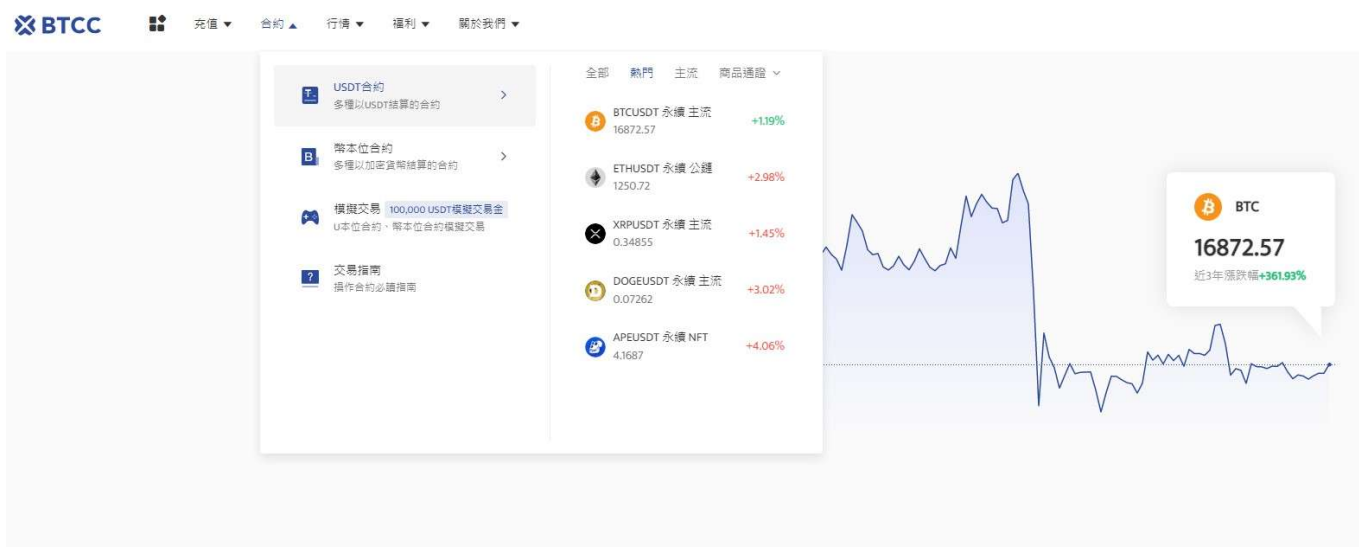 BTCC
充值 ▼
合約 ▲
行情 ▼
福利 ▼
關於我們 ▼
USDT合約
多種以USDT結算的合約
幣本位合約
多種以加密貨幣結算的合約
模擬交易 100,000 USDT模擬交易金
U本位合約、幣本位合約模擬交易
交易指南
操作合約必讀指南
全部 熱門 主流 商品通證
BTCUSDT 永續 主流
16872.57
+1.19%
ETHUSDT 永續 公鏈
1250.72
+2.98%
XRPUSDT 永續 主流
0.34855
+1.45%
DOGEUSDT 永續 主流
0.07262
+3.02%
APEUSDT 永續 NFT
4.1687
+4.06%
BTC
16872.57
近3年漲跌幅+361.93%